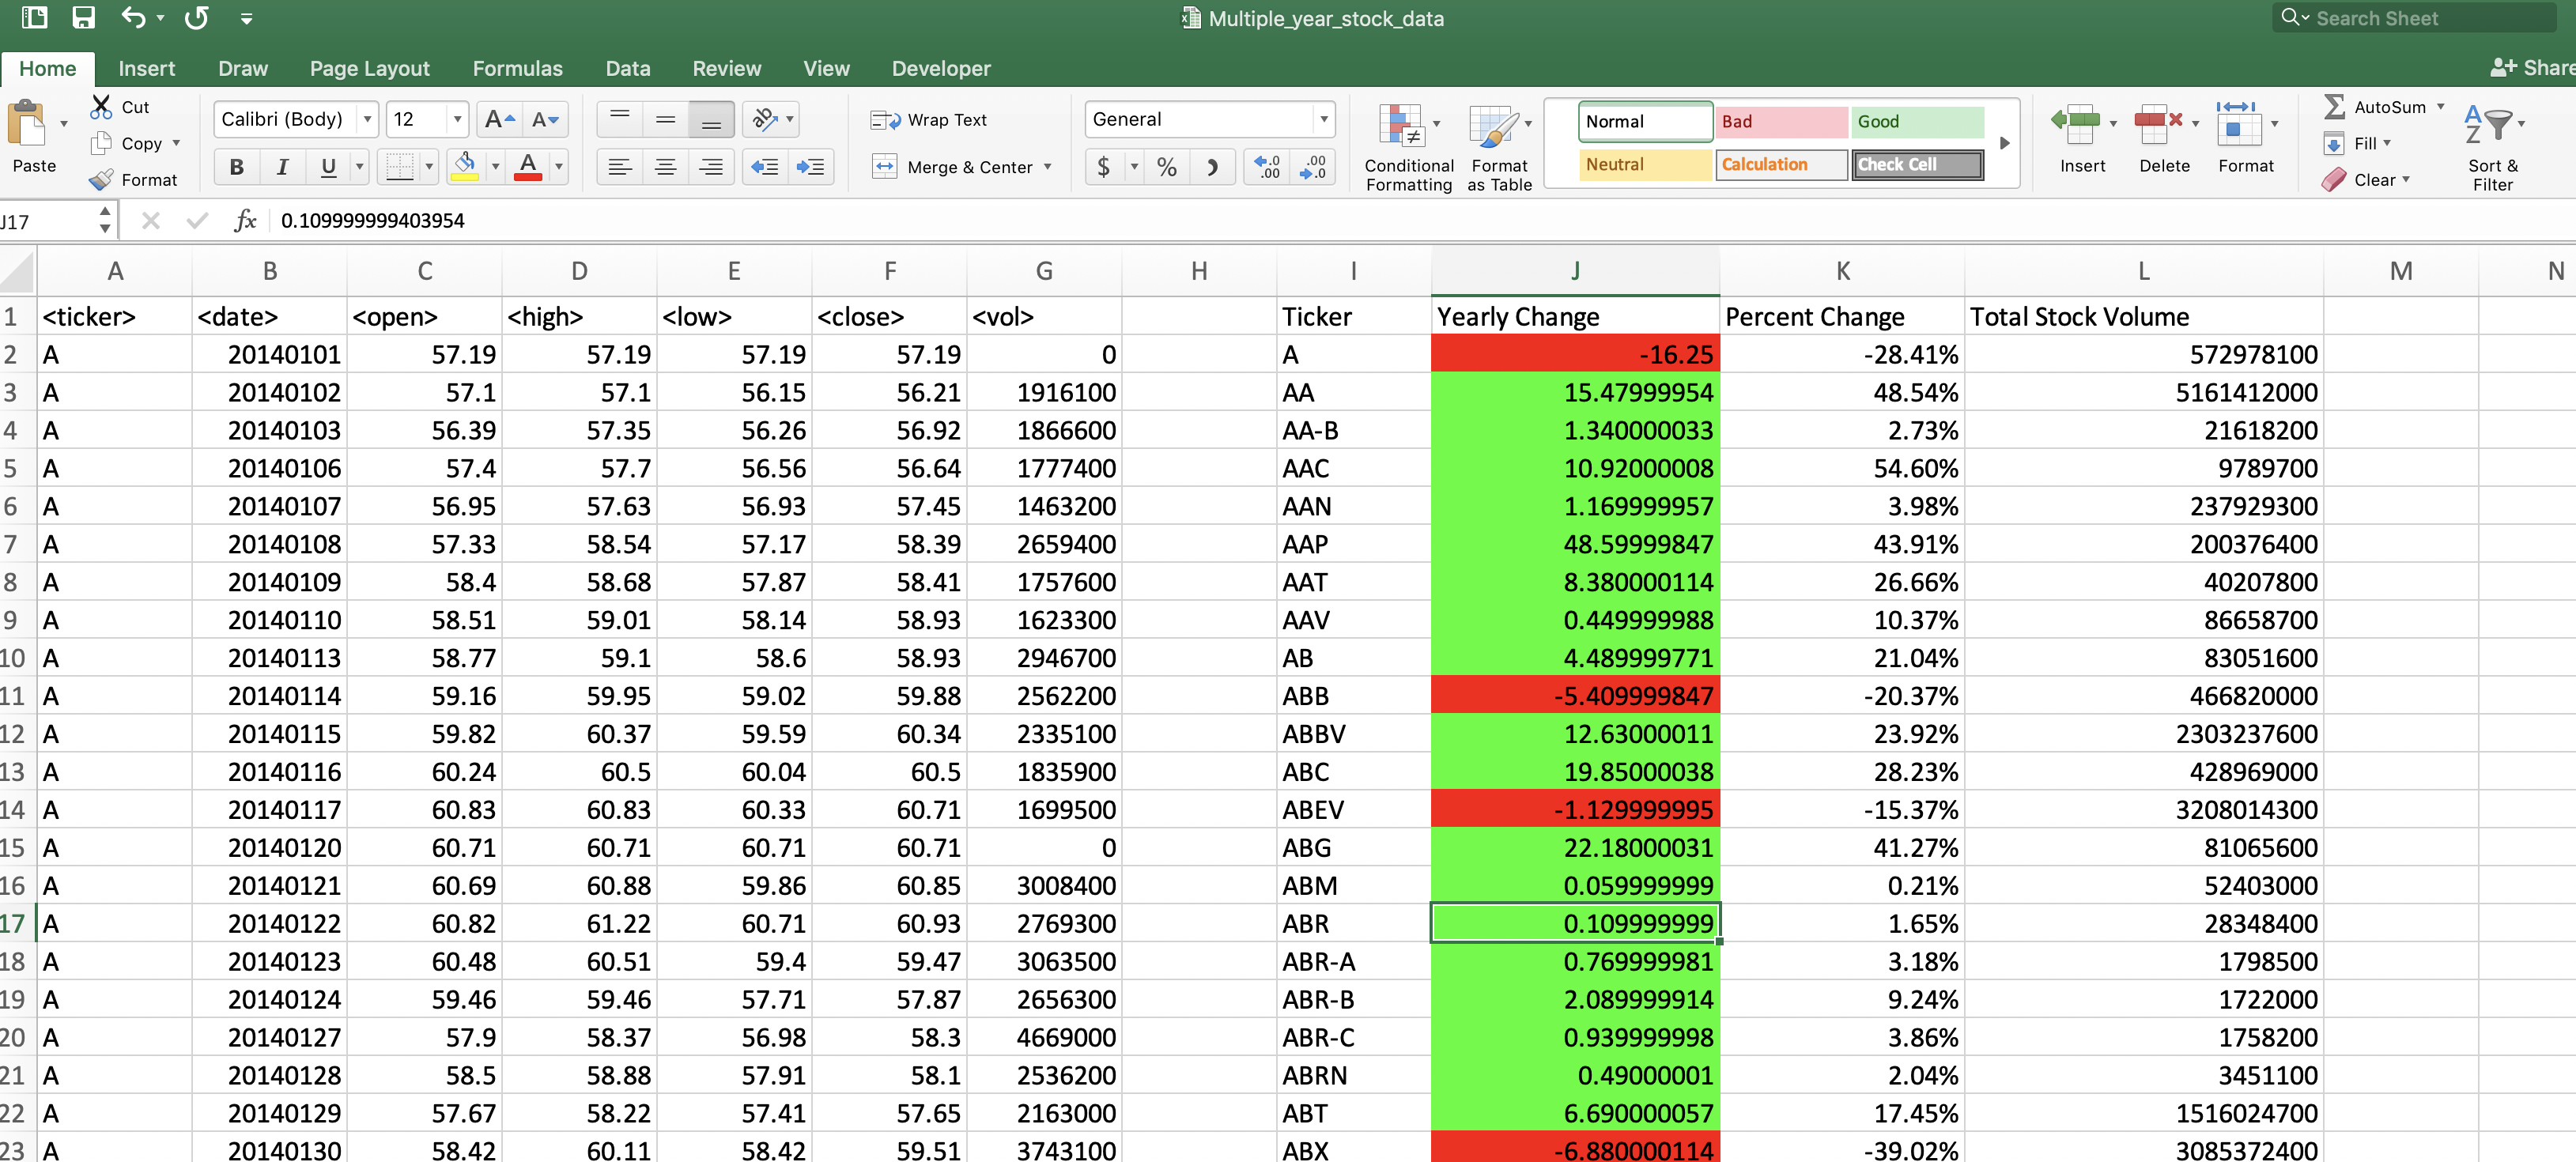 Multiple_year_stock_data
Search Sheet
Home Insert Draw Page Layout Formulas Data Review View Developer Share
Paste Cut Copy Format
Calibri (Body) 12 A A
B I U A
ab Wrap Text
Merge & Center
General
$ % .0 .00 .00 .0
Conditional Formatting
Format as Table
Normal Bad Good
Neutral Calculation Check Cell
Insert Delete Format
AutoSum
Fill
Clear
A Z
Sort & Filter
J17 fx 0.109999999403954
A B C D E F G H I J K L M N
1 <ticker> <date> <open> <high> <low> <close> <vol> Ticker Yearly Change Percent Change Total Stock Volume
2 A 20140101 57.19 57.19 57.19 57.19 0 A -16.25 -28.41% 572978100
3 A 20140102 57.1 57.1 56.15 56.21 1916100 AA 15.47999954 48.54% 5161412000
4 A 20140103 56.39 57.35 56.26 56.92 1866600 AA-B 1.340000033 2.73% 21618200
5 A 20140106 57.4 57.7 56.56 56.64 1777400 AAC 10.92000008 54.60% 9789700
6 A 20140107 56.95 57.63 56.93 57.45 1463200 AAN 1.169999957 3.98% 237929300
7 A 20140108 57.33 58.54 57.17 58.39 2659400 AAP 48.59999847 43.91% 200376400
8 A 20140109 58.4 58.68 57.87 58.41 1757600 AAT 8.380000114 26.66% 40207800
9 A 20140110 58.51 59.01 58.14 58.93 1623300 AAV 0.449999988 10.37% 86658700
10 A 20140113 58.77 59.1 58.6 58.93 2946700 AB 4.489999771 21.04% 83051600
11 A 20140114 59.16 59.95 59.02 59.88 2562200 ABB -5.409999847 -20.37% 466820000
12 A 20140115 59.82 60.37 59.59 60.34 2335100 ABBV 12.63000011 23.92% 2303237600
13 A 20140116 60.24 60.5 60.04 60.5 1835900 ABC 19.85000038 28.23% 428969000
14 A 20140117 60.83 60.83 60.33 60.71 1699500 ABEV -1.129999995 -15.37% 3208014300
15 A 20140120 60.71 60.71 60.71 60.71 0 ABG 22.18000031 41.27% 81065600
16 A 20140121 60.69 60.88 59.86 60.85 3008400 ABM 0.059999999 0.21% 52403000
17 A 20140122 60.82 61.22 60.71 60.93 2769300 ABR 0.109999999 1.65% 28348400
18 A 20140123 60.48 60.51 59.4 59.47 3063500 ABR-A 0.769999981 3.18% 1798500
19 A 20140124 59.46 59.46 57.71 57.87 2656300 ABR-B 2.089999914 9.24% 1722000
20 A 20140127 57.9 58.37 56.98 58.3 4669000 ABR-C 0.939999998 3.86% 1758200
21 A 20140128 58.5 58.88 57.91 58.1 2536200 ABRN 0.49000001 2.04% 3451100
22 A 20140129 57.67 58.22 57.41 57.65 2163000 ABT 6.690000057 17.45% 1516024700
23 A 20140130 58.42 60.11 58.42 59.51 3743100 ABX -6.880000114 -39.02% 3085372400